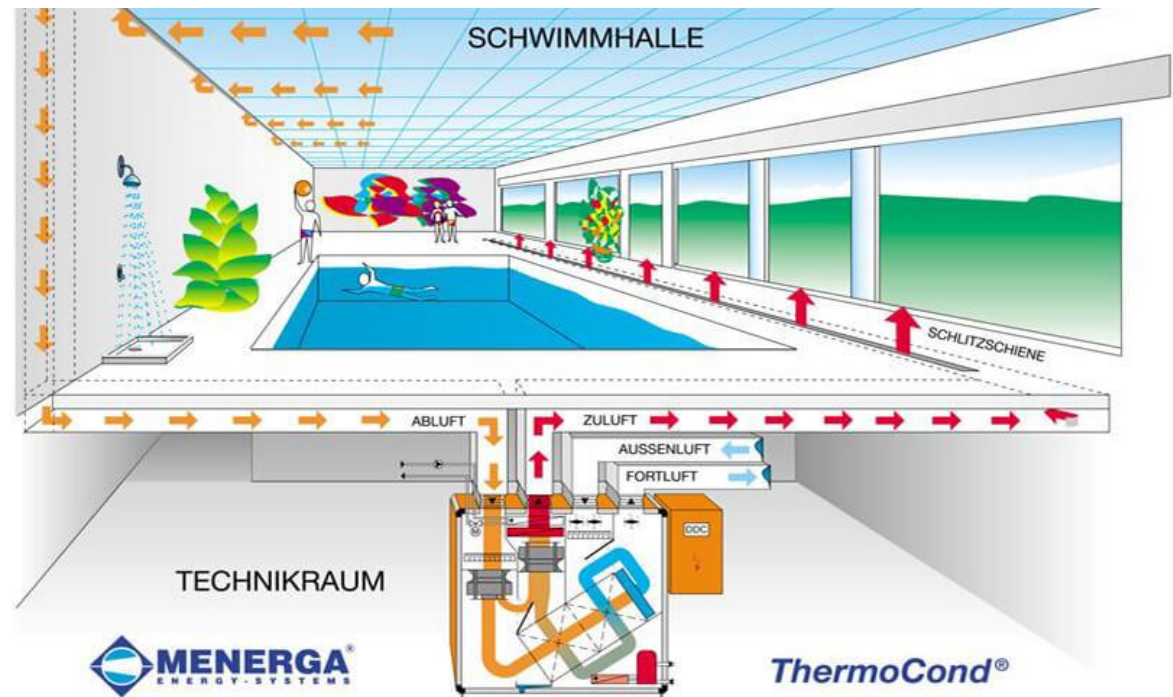 SCHWIMMHALLE
SCHLITZSCHIENE
ABLUFT
ZULUFT
AUSSENLUFT
FORTLUFT
DDC
TECHNIKRAUM
MENERGA®
ENERGY-SYSTEMS
ThermoCond®